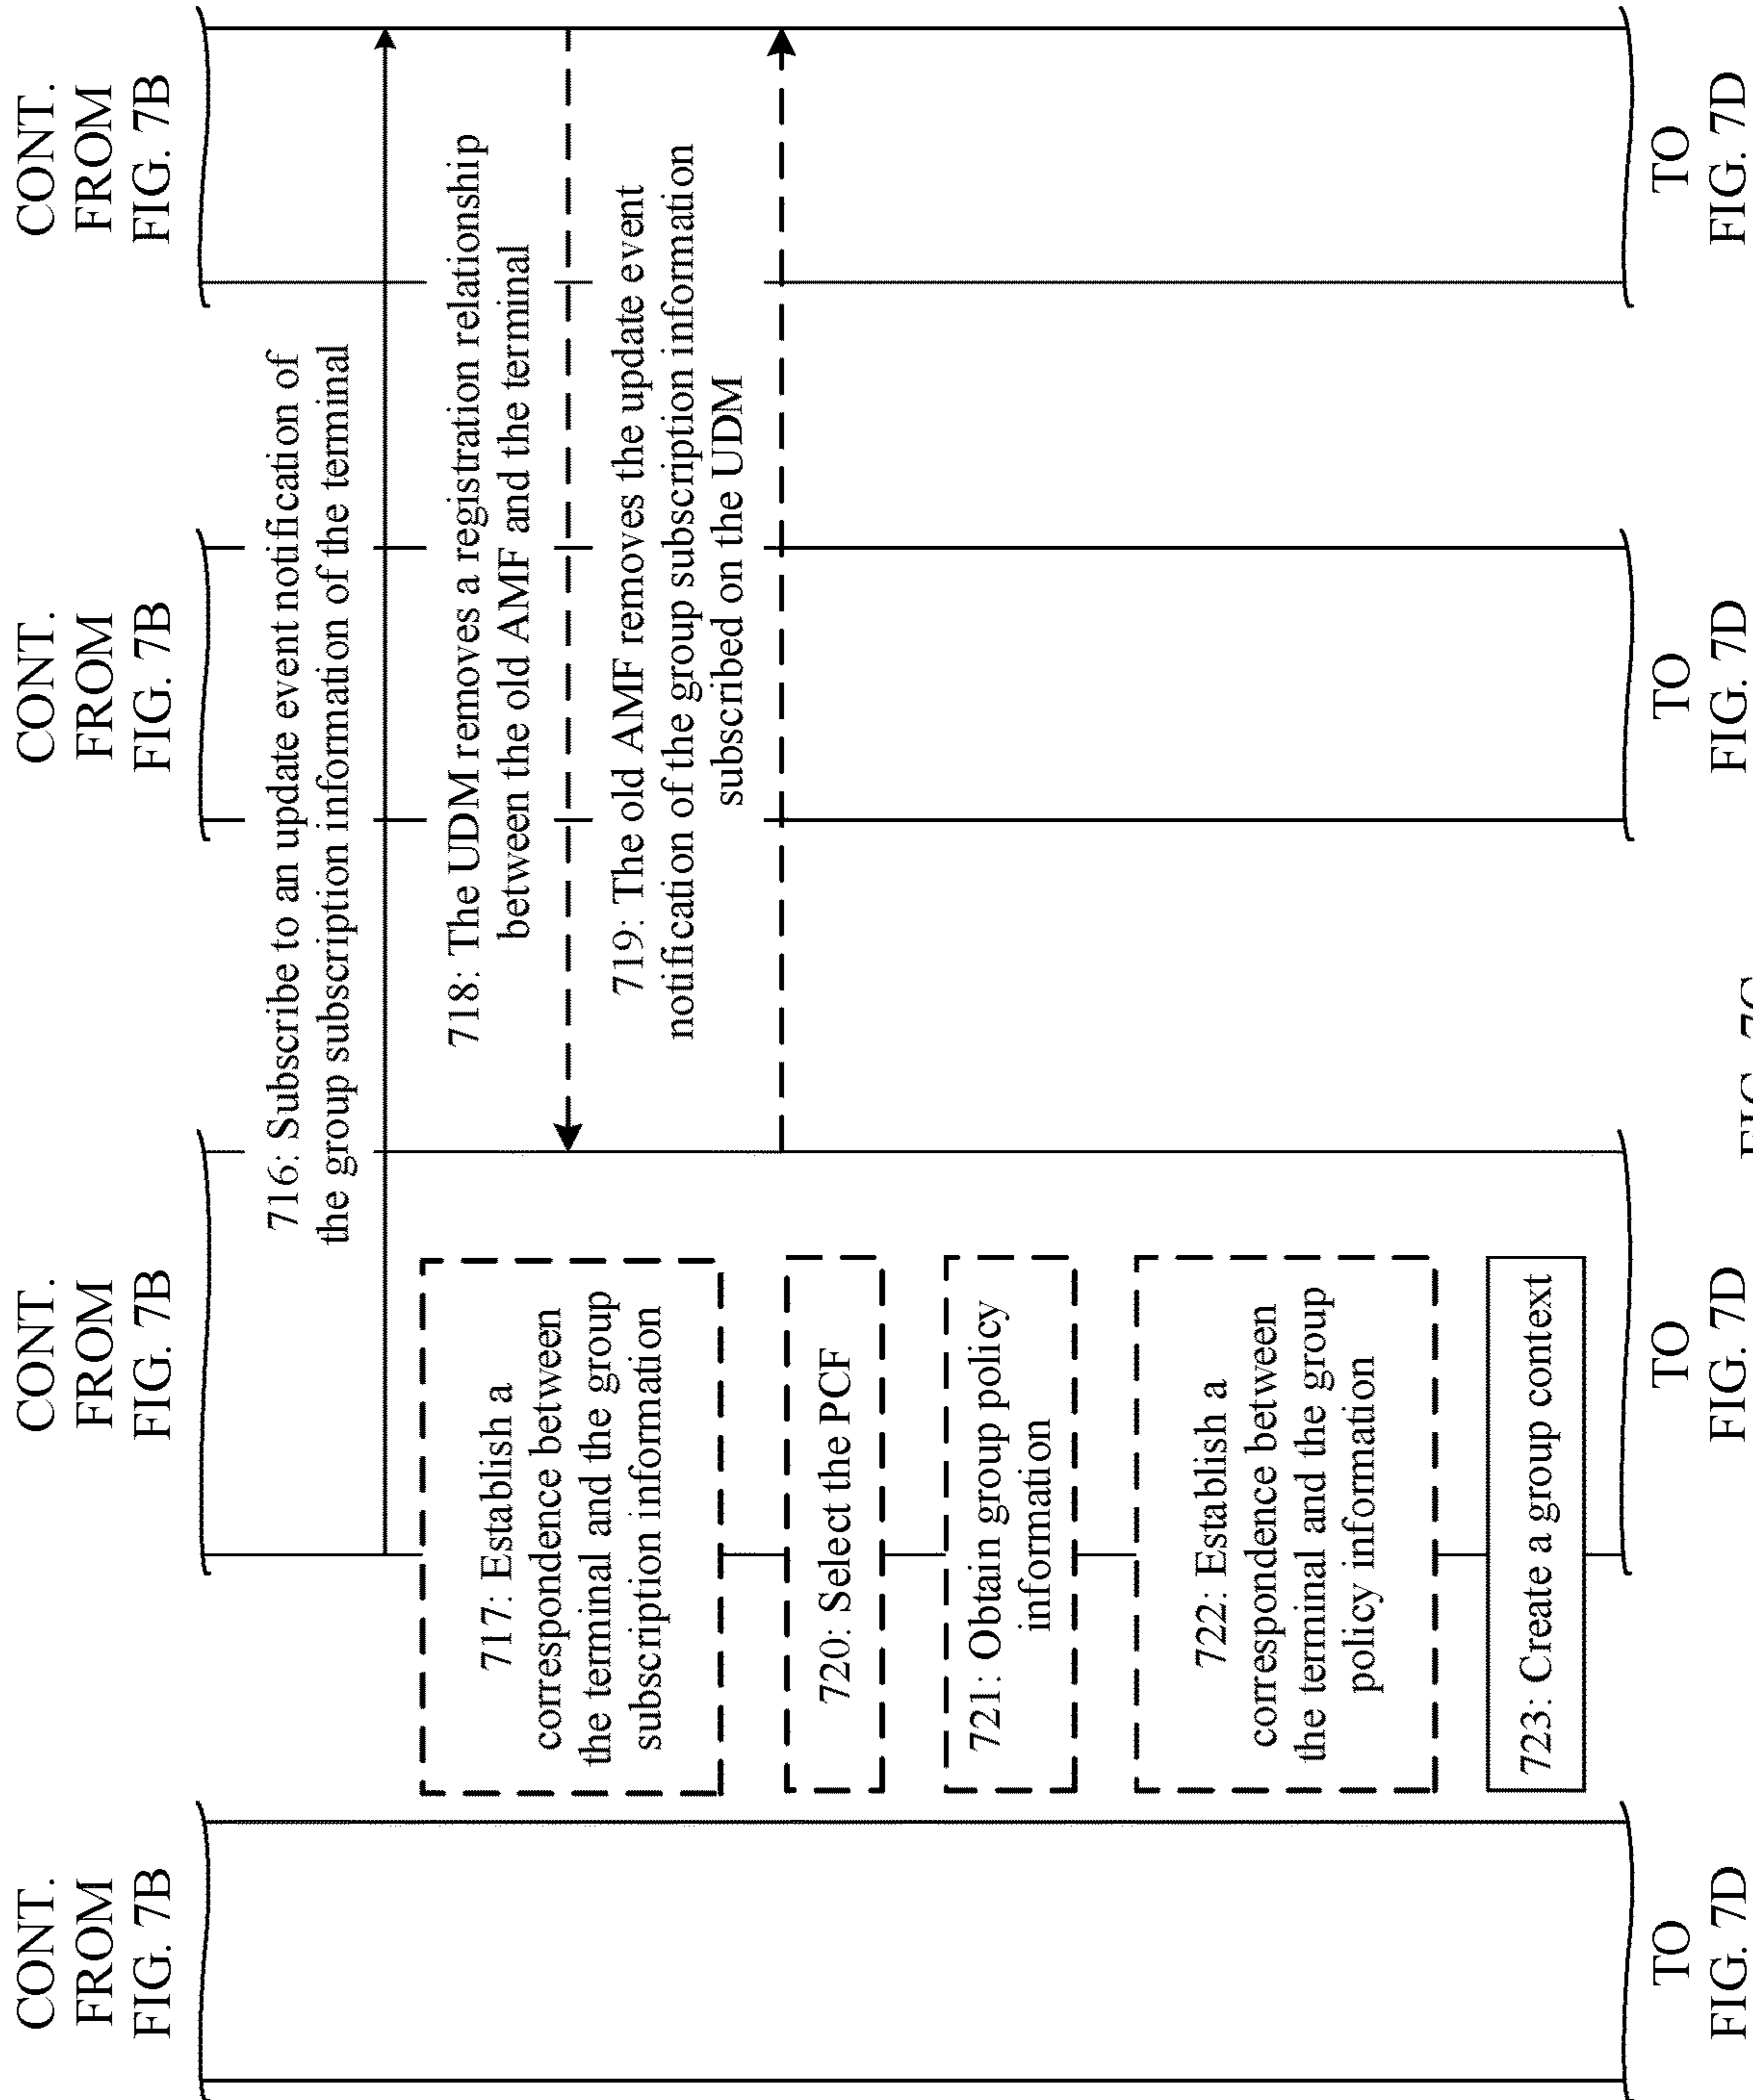 CONT.
FROM
FIG. 7B
CONT.
FROM
FIG. 7B
CONT.
FROM
FIG. 7B
CONT.
FROM
FIG. 7B
716: Subscribe to an update event notification of
the group subscription information of the terminal
717: Establish a
correspondence between
the terminal and the group
subscription information
718: The UDM removes a registration relationship
between the old AMF and the terminal
719: The old AMF removes the update event
notification of the group subscription information
subscribed on the UDM
720: Select the PCF
721: Obtain group policy
information
722: Establish a
correspondence between
the terminal and the group
policy information
723: Create a group context
TO
FIG. 7D
TO
FIG. 7D
TO
FIG. 7D
TO
FIG. 7D